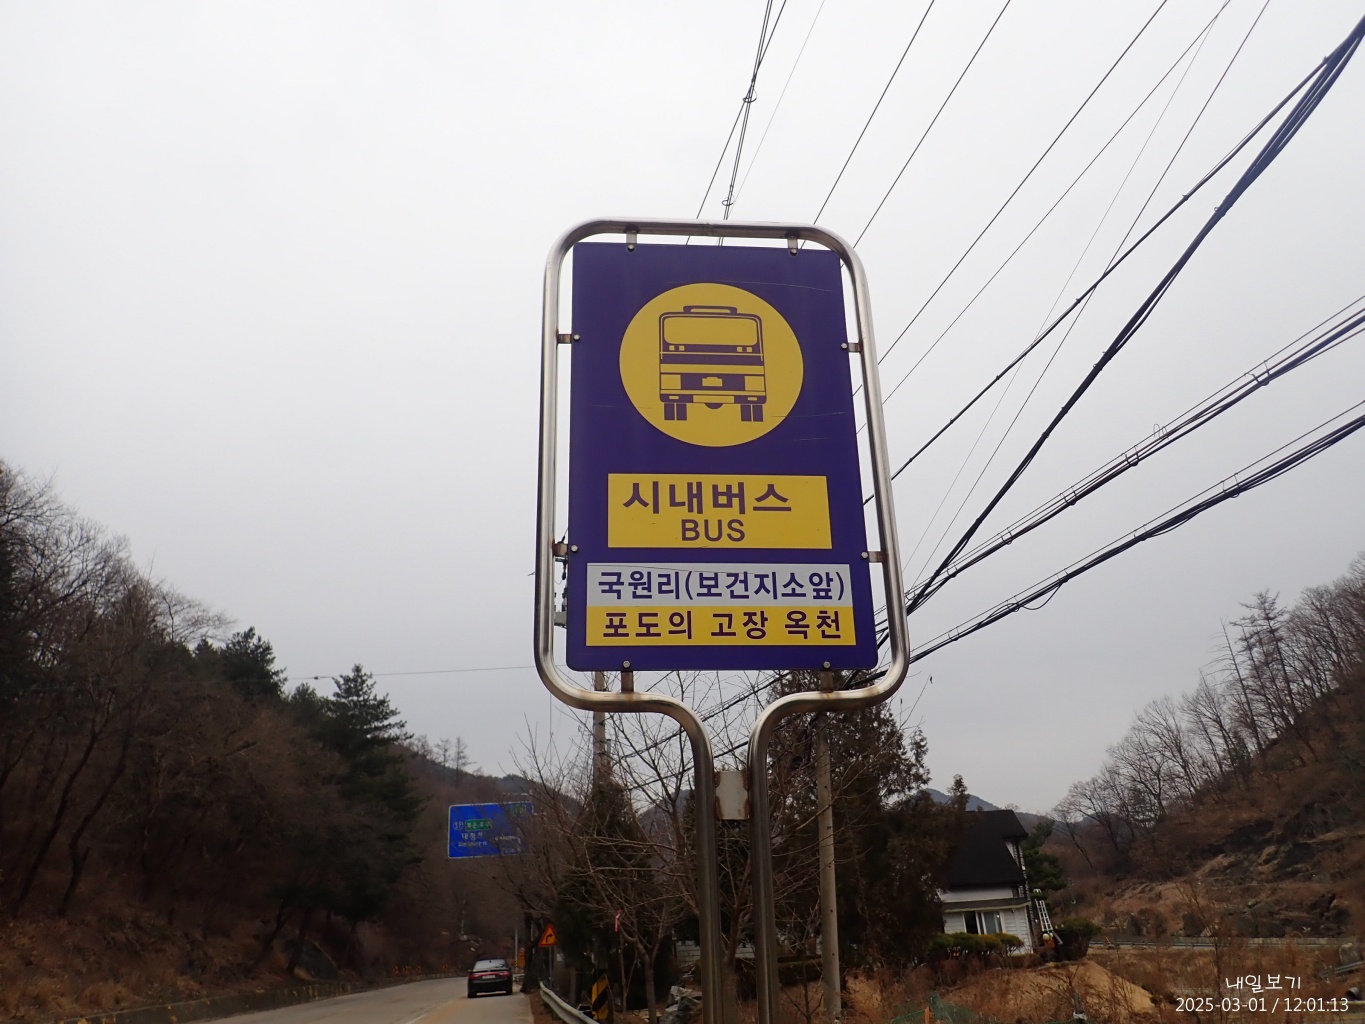 시내버스
BUS
국원리(보건지소앞)
포도의 고장 옥천
37
내일보기
2025-03-01 / 12:01:13